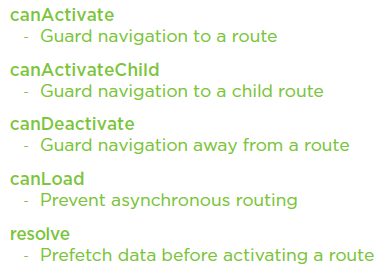 canActivate
- Guard navigation to a route
canActivateChild
- Guard navigation to a child route
canDeactivate
- Guard navigation away from a route
canLoad
- Prevent asynchronous routing
resolve
- Prefetch data before activating a route